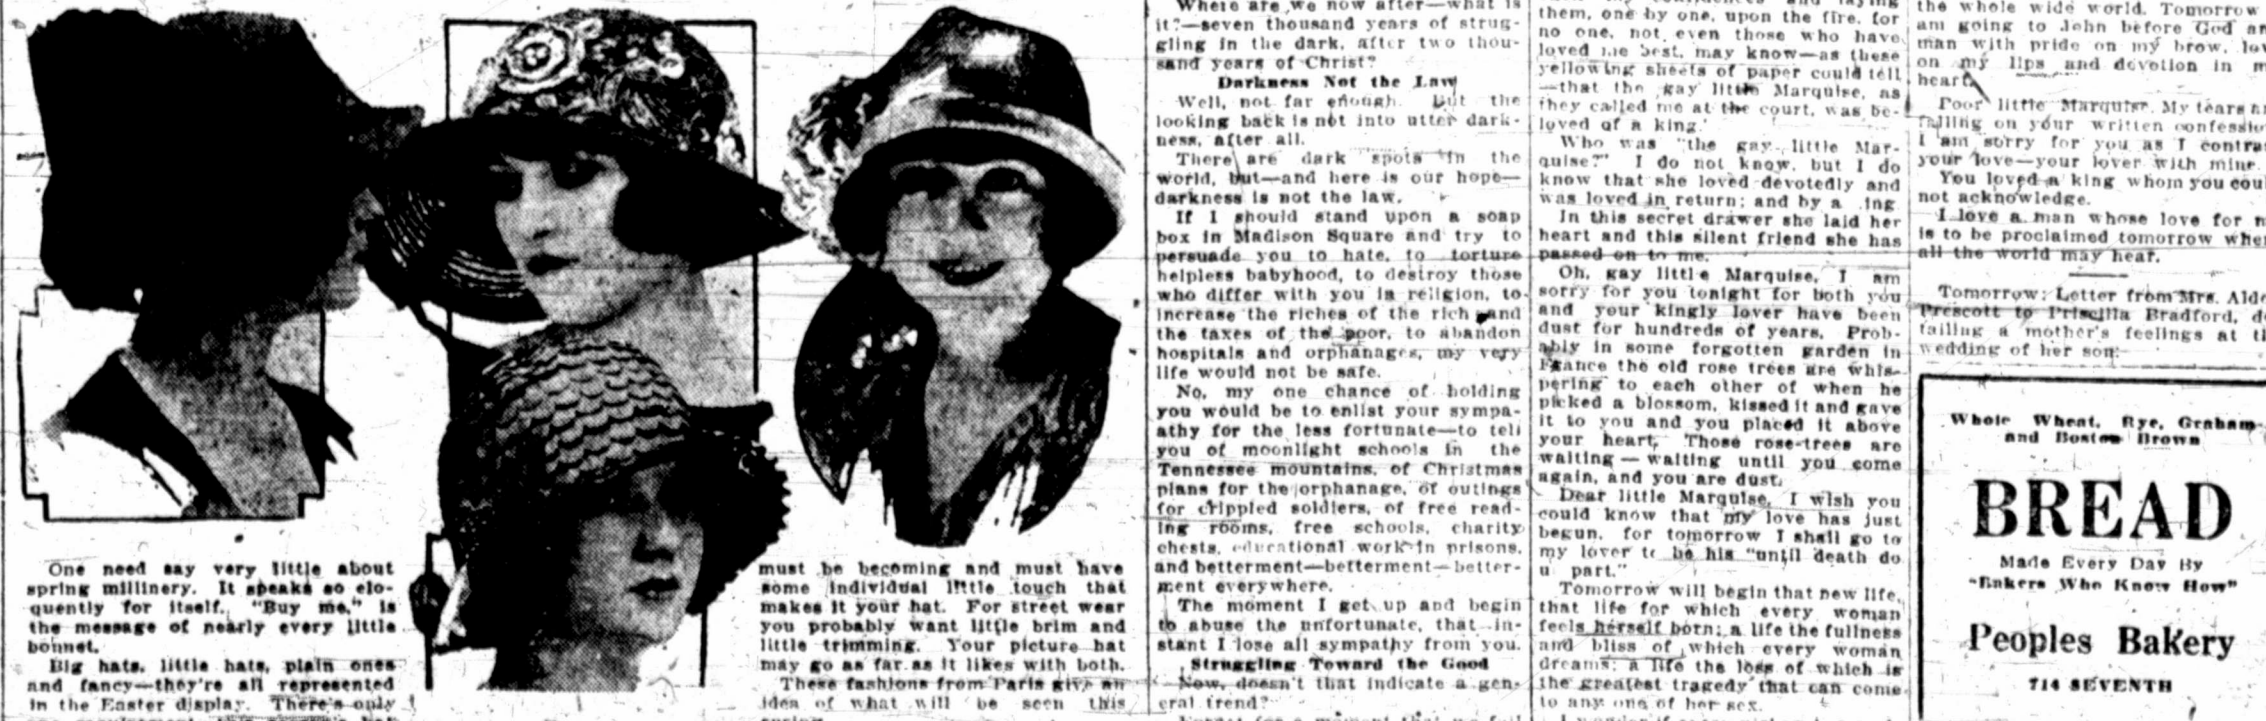 One need say very little about
spring millinery. It speaks so elo-
quently for itself. "Buy me," is
the message of nearly every little
bonnet.
Big hats, little hats, plain ones
and fancy—they're all represented
in the Easter display. There's only
must be becoming and must have
some individual little touch that
makes it your hat. For street wear
you probably want little brim and
little trimming. Your picture hat
may go as far as it likes with both.
These fashions from Paris give an
idea of what will be seen this
spring.
Where are we now after—what is
it?—seven thousand years of strug-
gling in the dark, after two thou-
sand years of Christ?
Darkness Not the Law
Well, not far enough. But the
looking back is not into utter dark-
ness, after all.
There are dark spots in the
world, but—and here is our hope—
darkness is not the law.
If I should stand upon a soap
box in Madison Square and try to
persuade you to hate, to torture
helpless babyhood, to destroy those
who differ with you in religion, to
increase the riches of the rich and
the taxes of the poor, to abandon
hospitals and orphanages, my very
life would not be safe.
No, my one chance of holding
you would be to enlist your sympa-
athy for the less fortunate—to tell
you of moonlight schools in the
Tennessee mountains, of Christmas
plans for the orphanage, of outings
for crippled soldiers, of free read-
ing rooms, free schools, charity
chests, educational work in prisons,
and betterment—betterment—better-
ment everywhere.
The moment I get up and begin
to abuse the unfortunate, that in-
stant I lose all sympathy from you.
Struggling Toward the Good
Now, doesn't that indicate a gen-
eral trend?
them, one by one, upon the fire, for
no one, not even those who have
loved me best, may know—as these
yellowing sheets of paper could tell
—that the gay little Marquise, as
they called me at the court, was be-
loved of a king.'
Who was "the gay little Mar-
quise?" I do not know, but I do
know that she loved devotedly and
was loved in return; and by a ing.
In this secret drawer she laid her
heart and this silent friend she has
passed on to me.
Oh, gay little Marquise, I am
sorry for you tonight for both you
and your kingly lover have been
dust for hundreds of years. Prob-
ably in some forgotten garden in
France the old rose trees are whis-
pering to each other of when he
picked a blossom, kissed it and gave
it to you and you placed it above
your heart. Those rose-trees are
waiting—waiting until you come
again, and you are dust.
Dear little Marquise, I wish you
could know that my love has just
begun, for tomorrow I shall go to
my lover to be his "until death do
u part."
Tomorrow will begin that new life,
that life for which every woman
feels herself born; a life the fullness
and bliss of which every woman
dreams; a life the loss of which is
the greatest tragedy that can come
to any one of her sex.
the whole wide world. Tomorrow
am going to John before God an
man with pride on my brow, lov
on my lips and devotion in m
heart.
Poor little Marquise. My tears a
falling on your written confessio
I am sorry for you as I contra
your love—your lover with mine.
You loved a king whom you coul
not acknowledge.
I love a man whose love for m
is to be proclaimed tomorrow wher
all the world may hear.
Tomorrow: Letter from Mrs. Alde
Prescott to Priscilla Bradford, de
tailing a mother's feelings at th
wedding of her son.
Whole Wheat, Rye, Graham
and Boston Brown
BREAD
Made Every Day By
"Bakers Who Know How"
Peoples Bakery
714 SEVENTH